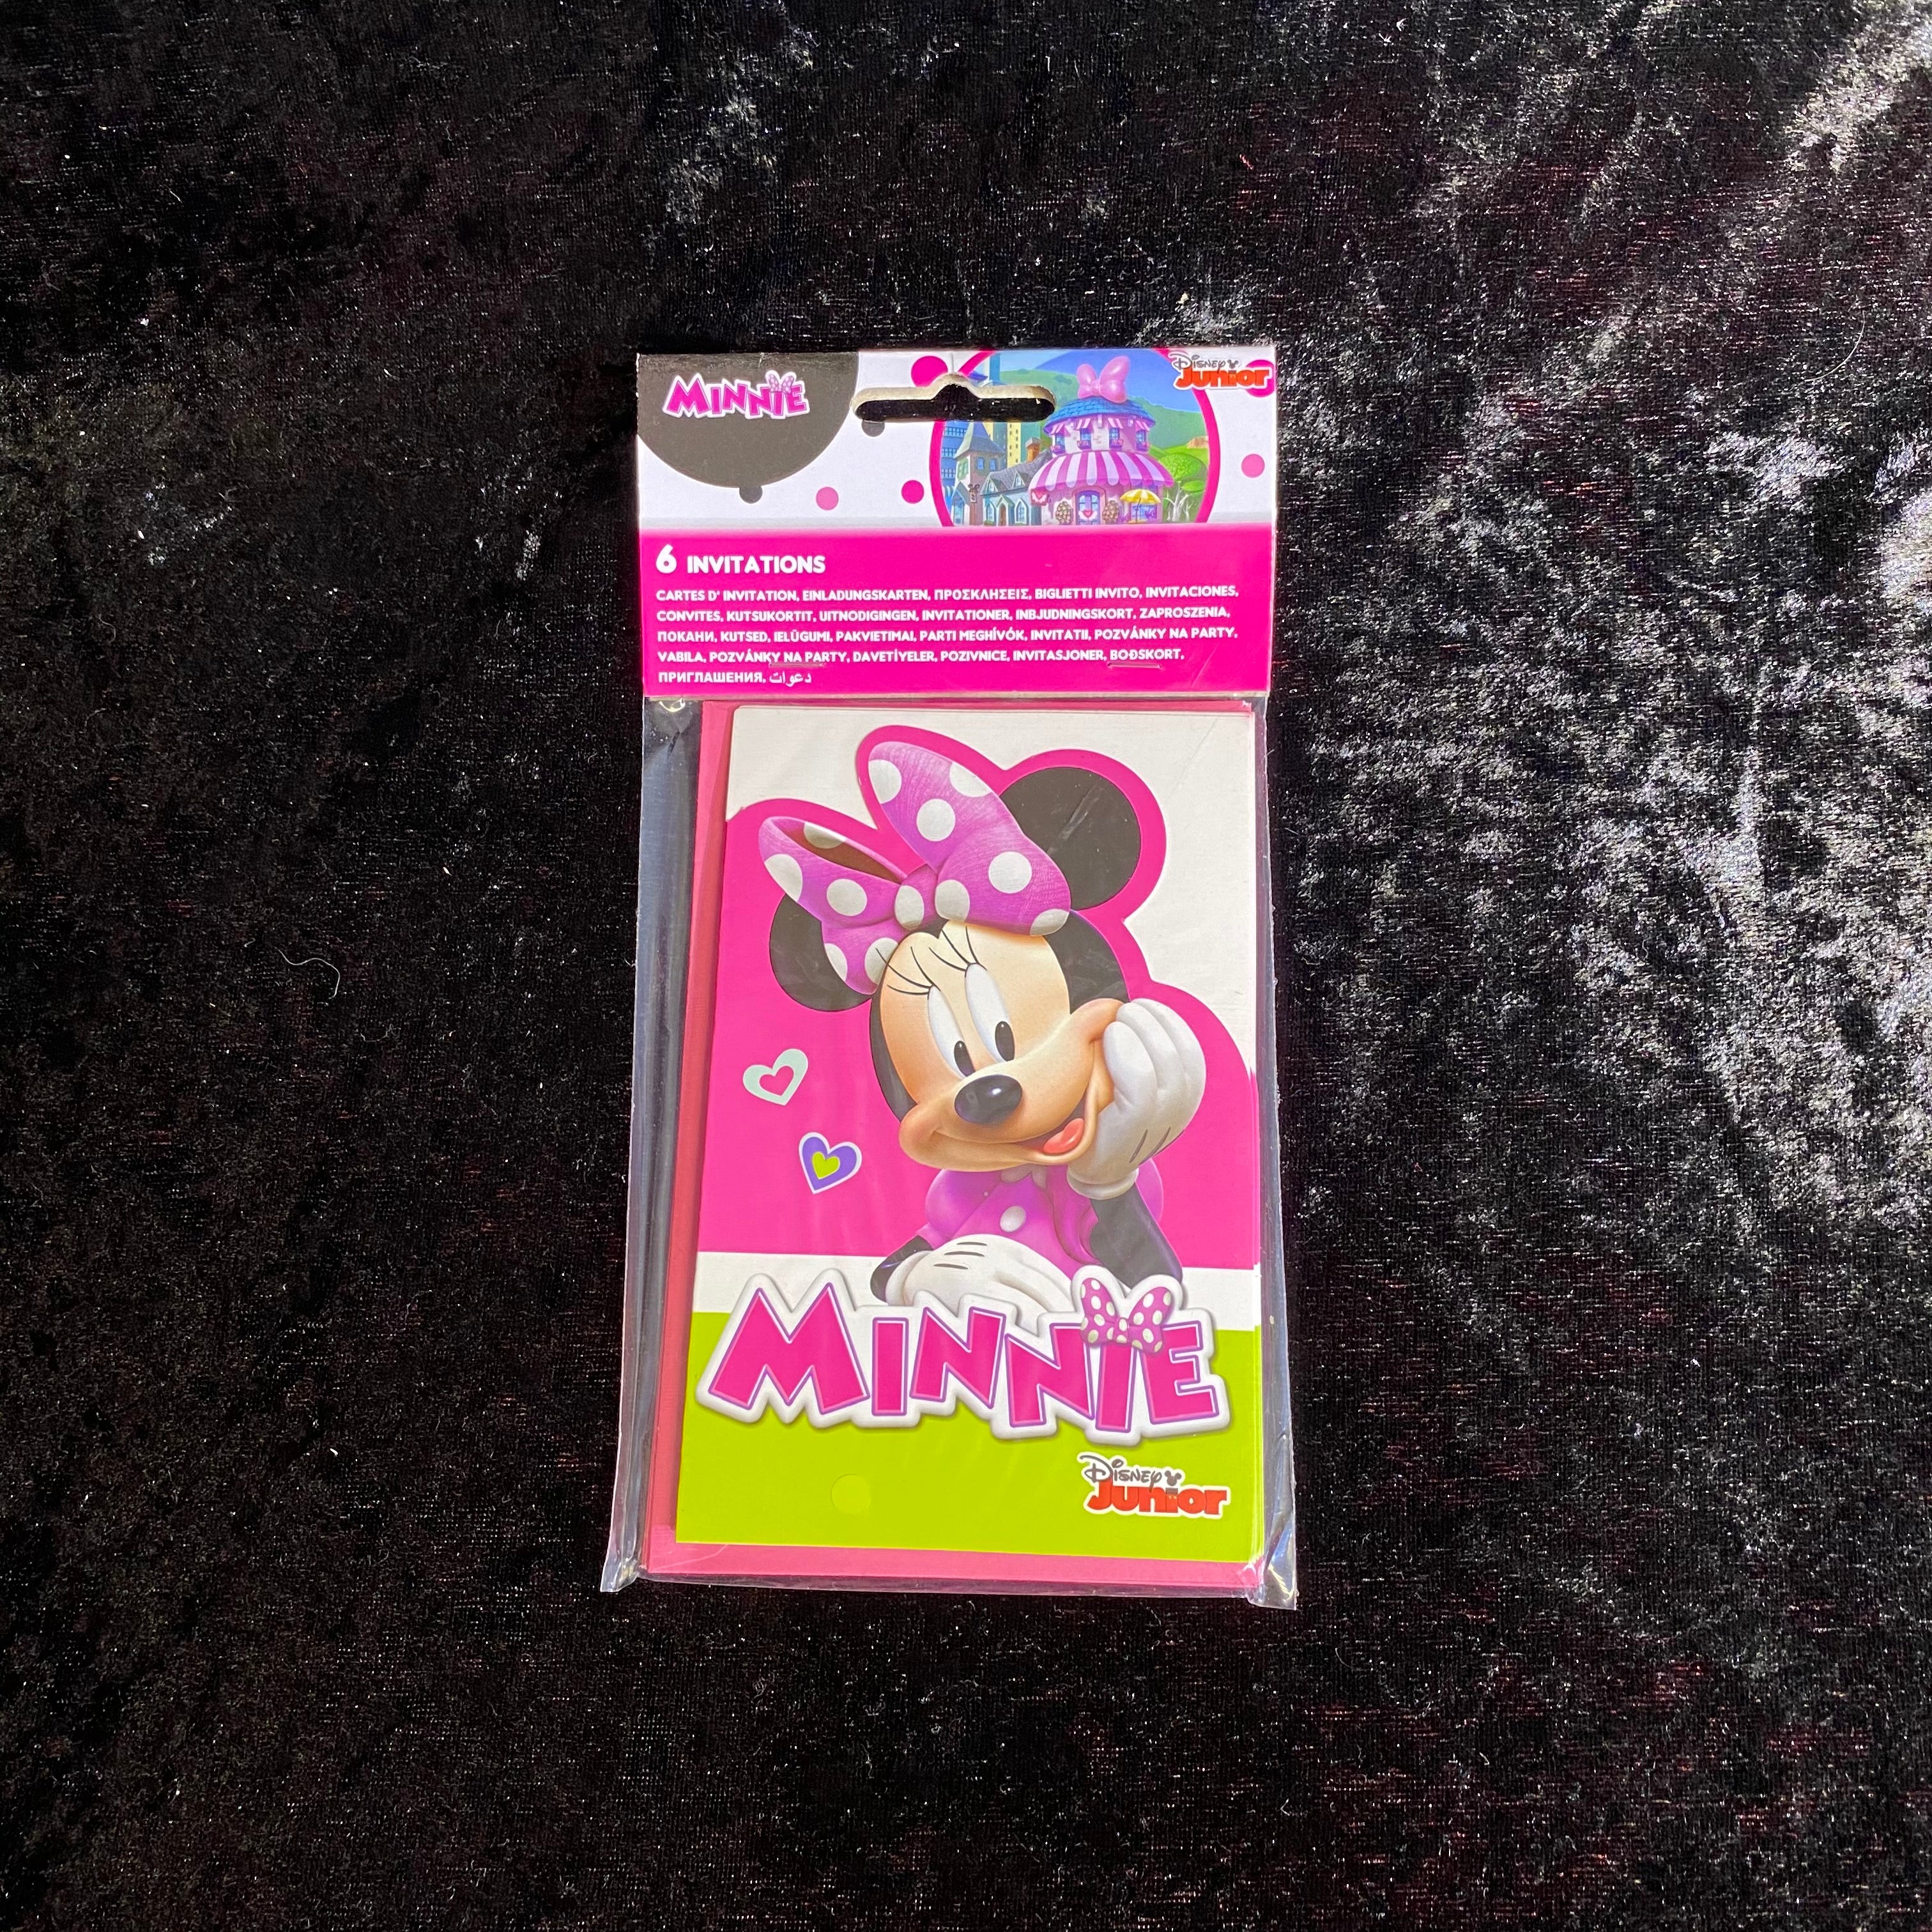 MINNIE
DISNEY Junior
6 INVITATIONS
CARTES D' INVITATION, EINLADUNGSKARTEN, ΠΡΟΣΚΛΗΣΕΙΣ, BIGLIETTI INVITO, INVITACIONES,
CONVITES, KUTSUKORTIT, UITNODIGINGEN, INVITATIONER, INBJUDNINGSKORT, ZAPROSZENIA,
ПОКАНИ, KUTSED, IELŪGUMI, PAKVIETIMAI, PARTI MEGHÍVÓK, INVITATII, POZVÁNKY NA PARTY,
VABILA, POZVÁNKY NA PARTY, DAVETİYELER, POZIVNICE, INVITASJONER, BOÐSKORT,
ПРИГЛАШЕНИЯ, دعوات
MINNIE
DISNEY
Junior